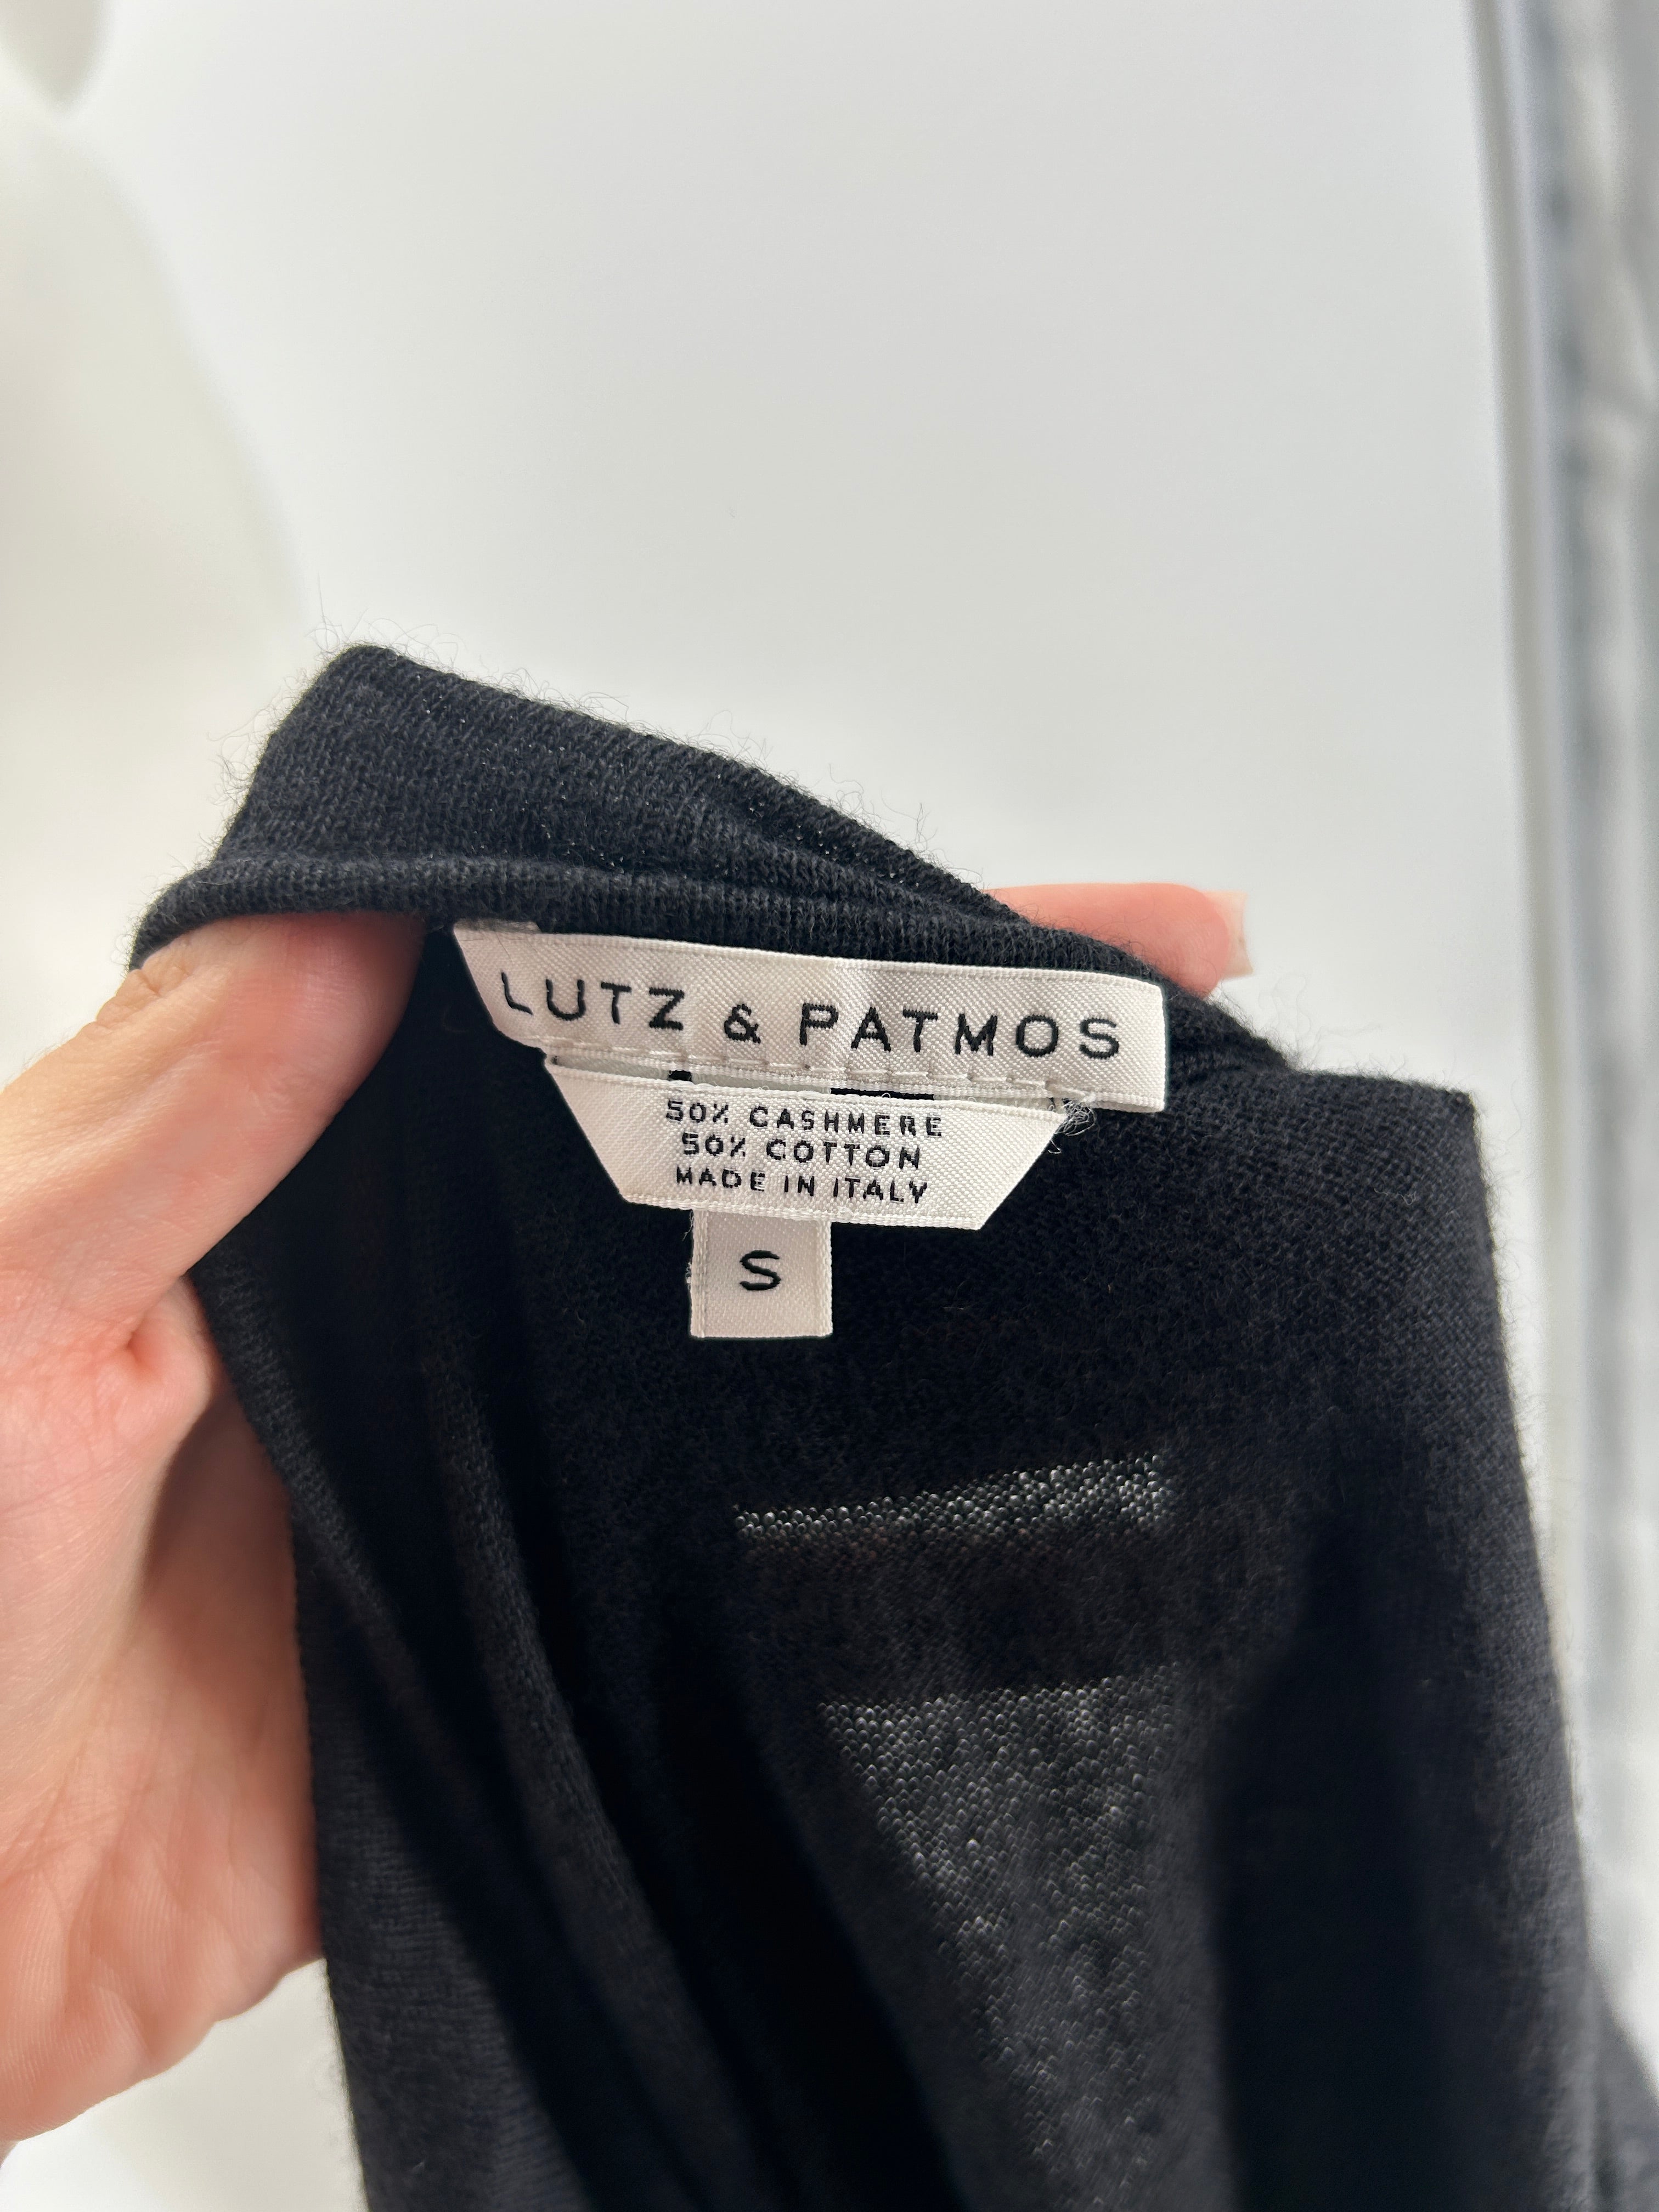 LUTZ & PATMOS
50% CASHMERE
50% COTTON
MADE IN ITALY
S